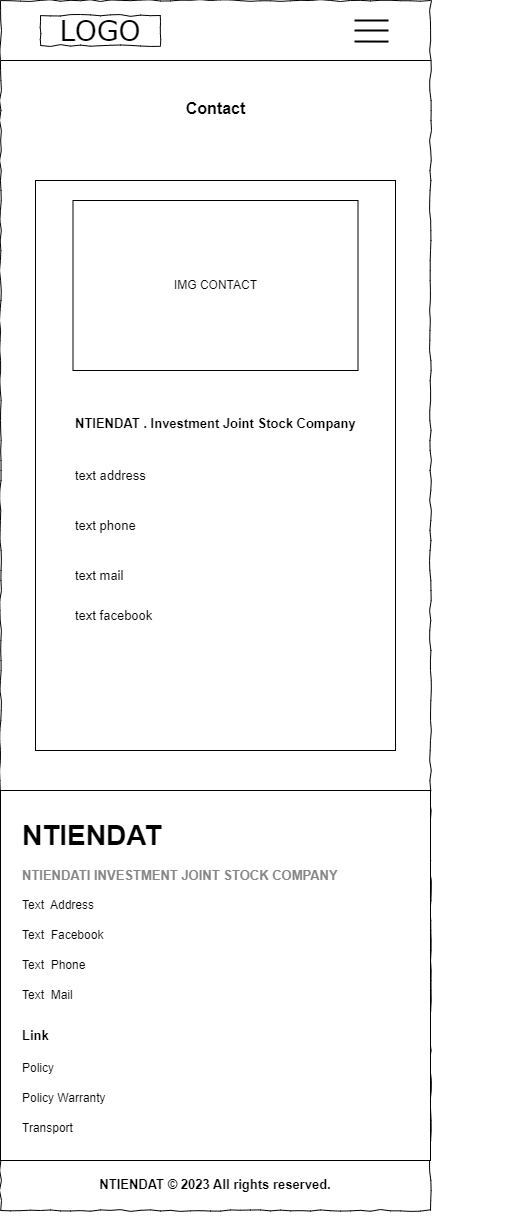 LOGO
Contact
IMG CONTACT
NTIENDAT . Investment Joint Stock Company
text address
text phone
text mail
text facebook
NTIENDAT
NTIENDATI INVESTMENT JOINT STOCK COMPANY
Text Address
Text Facebook
Text Phone
Text Mail
Link
Policy
Policy Warranty
Transport
NTIENDAT © 2023 All rights reserved.